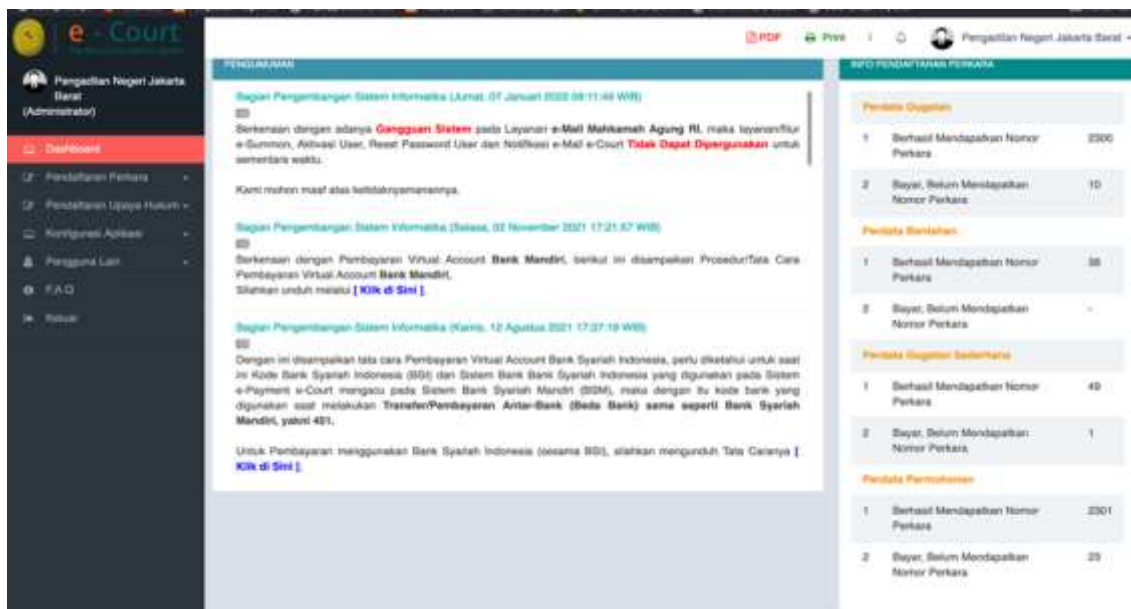 e - Court
PDF
Print
Pengadilan Negeri Jakarta Barat
Pengadilan Negeri Jakarta
Barat
(Administrator)
Dashboard
Pendaftaran Perkara
Pendaftaran Upaya Hukum
Konfigurasi Aplikasi
Pengguna Lain
F.A.Q
Keluar
PENGUMUMAN
Bagian Pengembangan Sistem Informatika (Jumat, 07 Januari 2022 08:11:44 WIB)
Berkenaan dengan adanya Gangguan Sistem pada Layanan e-Mail Mahkamah Agung RI, maka layanan/fitur
e-Summon, Aktivasi User, Reset Password User dan Notifikasi e-Mail e-Court Tidak Dapat Dipergunakan untuk
sementara waktu.
Kami mohon maaf atas ketidaknyamanannya.
Bagian Pengembangan Sistem Informatika (Selasa, 02 November 2021 17:21:57 WIB)
Berkenaan dengan Pembayaran Virtual Account Bank Mandiri, berikut ini disampaikan Prosedur/Tata Cara
Pembayaran Virtual Account Bank Mandiri.
Silahkan unduh melalui [ Klik di Sini ].
Bagian Pengembangan Sistem Informatika (Kamis, 12 Agustus 2021 17:37:19 WIB)
Dengan ini disampaikan tata cara Pembayaran Virtual Account Bank Syariah Indonesia, perlu diketahui untuk saat
ini Kode Bank Syariah Indonesia (BSI) dan Sistem Bank Bank Syariah Indonesia yang digunakan pada Sistem
e-Payment e-Court mengacu pada Sistem Bank Syariah Mandiri (BSM), maka dengan itu kode bank yang
digunakan saat melakukan Transfer/Pembayaran Antar-Bank (Beda Bank) sama seperti Bank Syariah
Mandiri, yakni 451.
Untuk Pembayaran menggunakan Bank Syariah Indonesia (sesama BSI), silahkan mengunduh Tata Caranya [
Klik di Sini ].
INFO PENDAFTARAN PERKARA
Perdata Gugatan
1 Berhasil Mendapatkan Nomor 2300
Perkara
2 Bayar, Belum Mendapatkan 10
Nomor Perkara
Perdata Bantahan
1 Berhasil Mendapatkan Nomor 38
Perkara
2 Bayar, Belum Mendapatkan -
Nomor Perkara
Perdata Gugatan Sederhana
1 Berhasil Mendapatkan Nomor 49
Perkara
2 Bayar, Belum Mendapatkan 1
Nomor Perkara
Perdata Permohonan
1 Berhasil Mendapatkan Nomor 2301
Perkara
2 Bayar, Belum Mendapatkan 25
Nomor Perkara